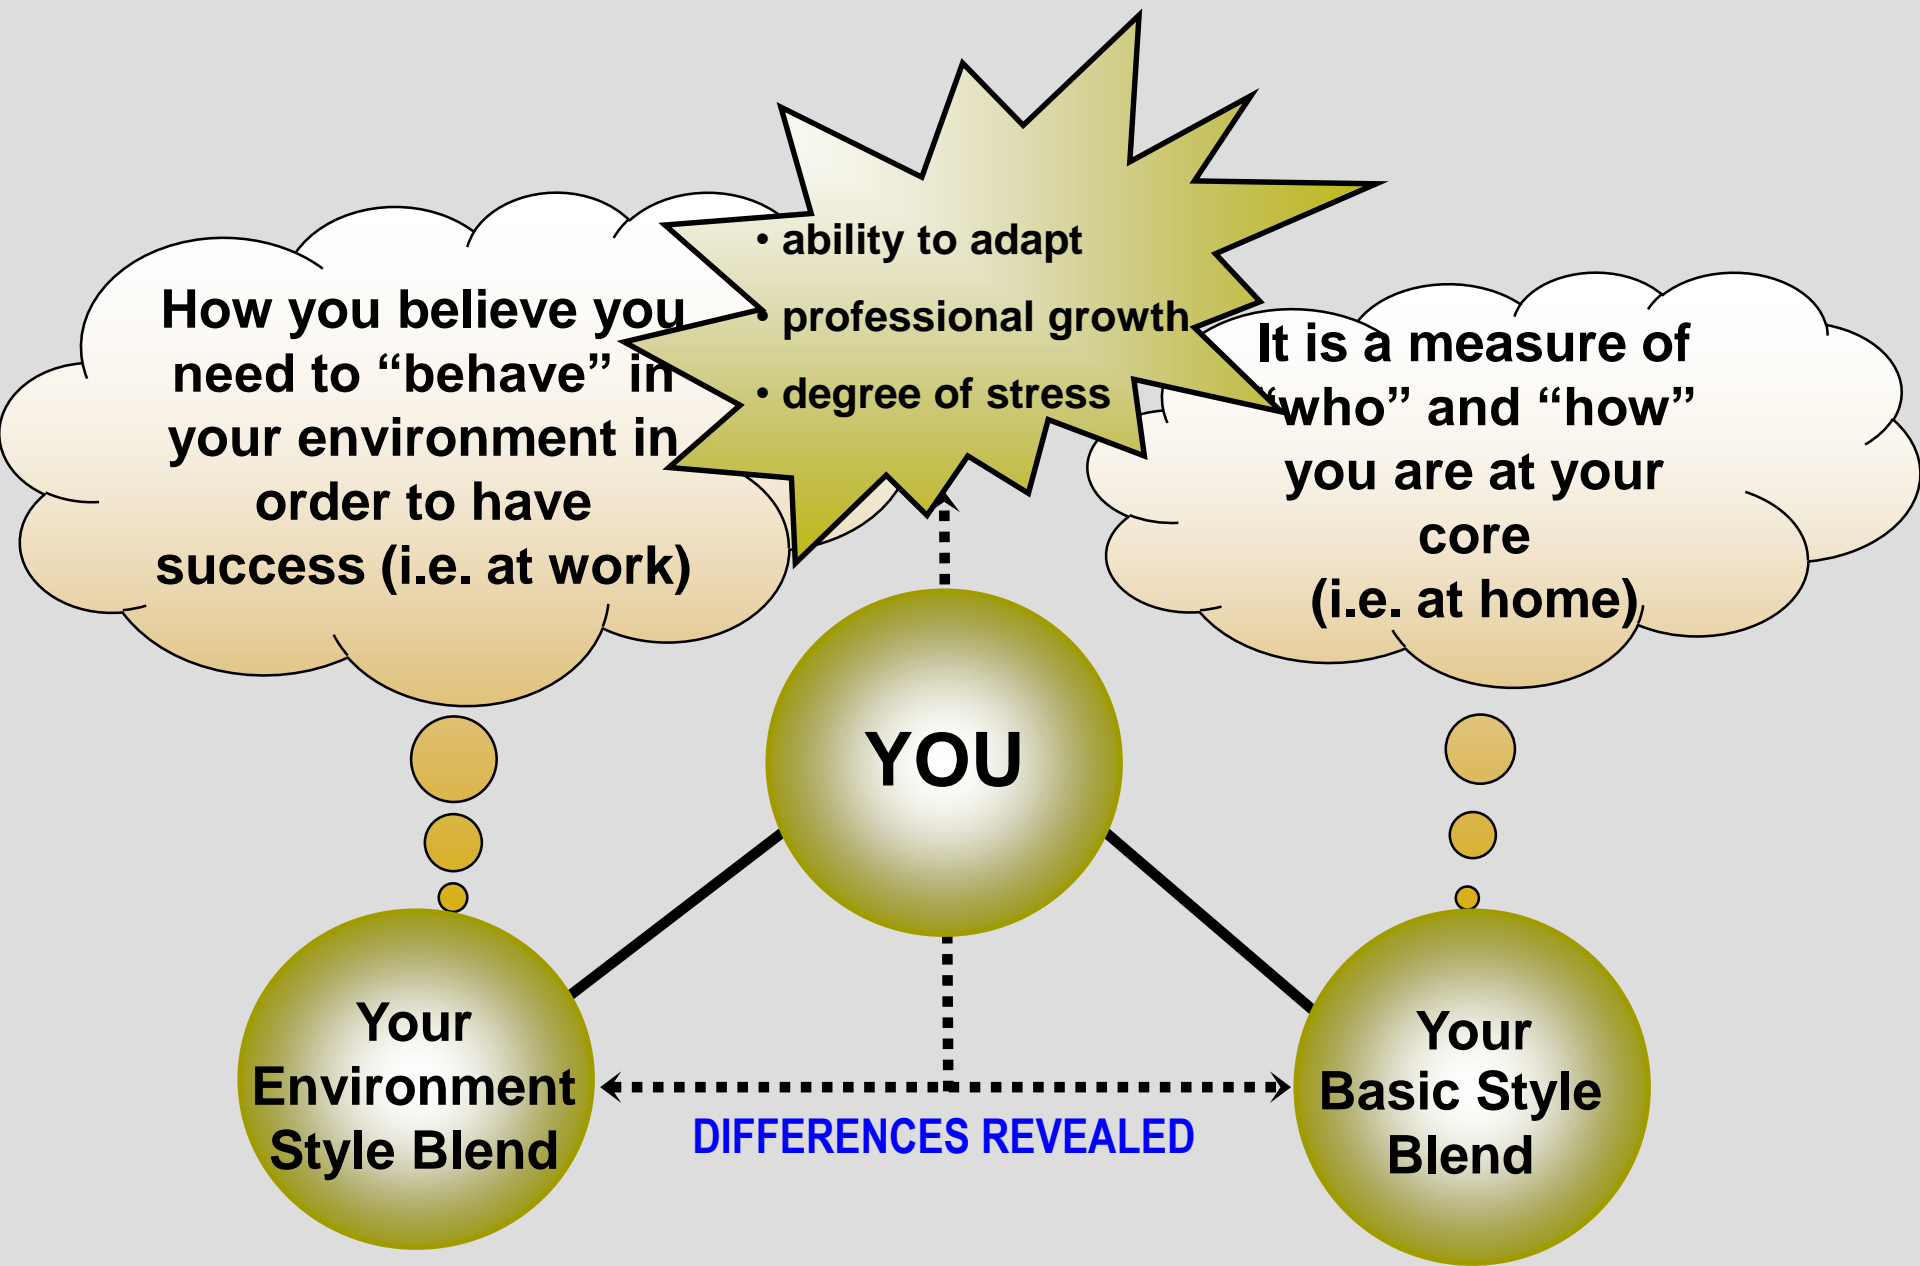 • ability to adapt
• professional growth
• degree of stress
How you believe you
need to “behave” in
your environment in
order to have
success (i.e. at work)
It is a measure of
“who” and “how”
you are at your
core
(i.e. at home)
YOU
Your
Environment
Style Blend
DIFFERENCES REVEALED
Your
Basic Style
Blend